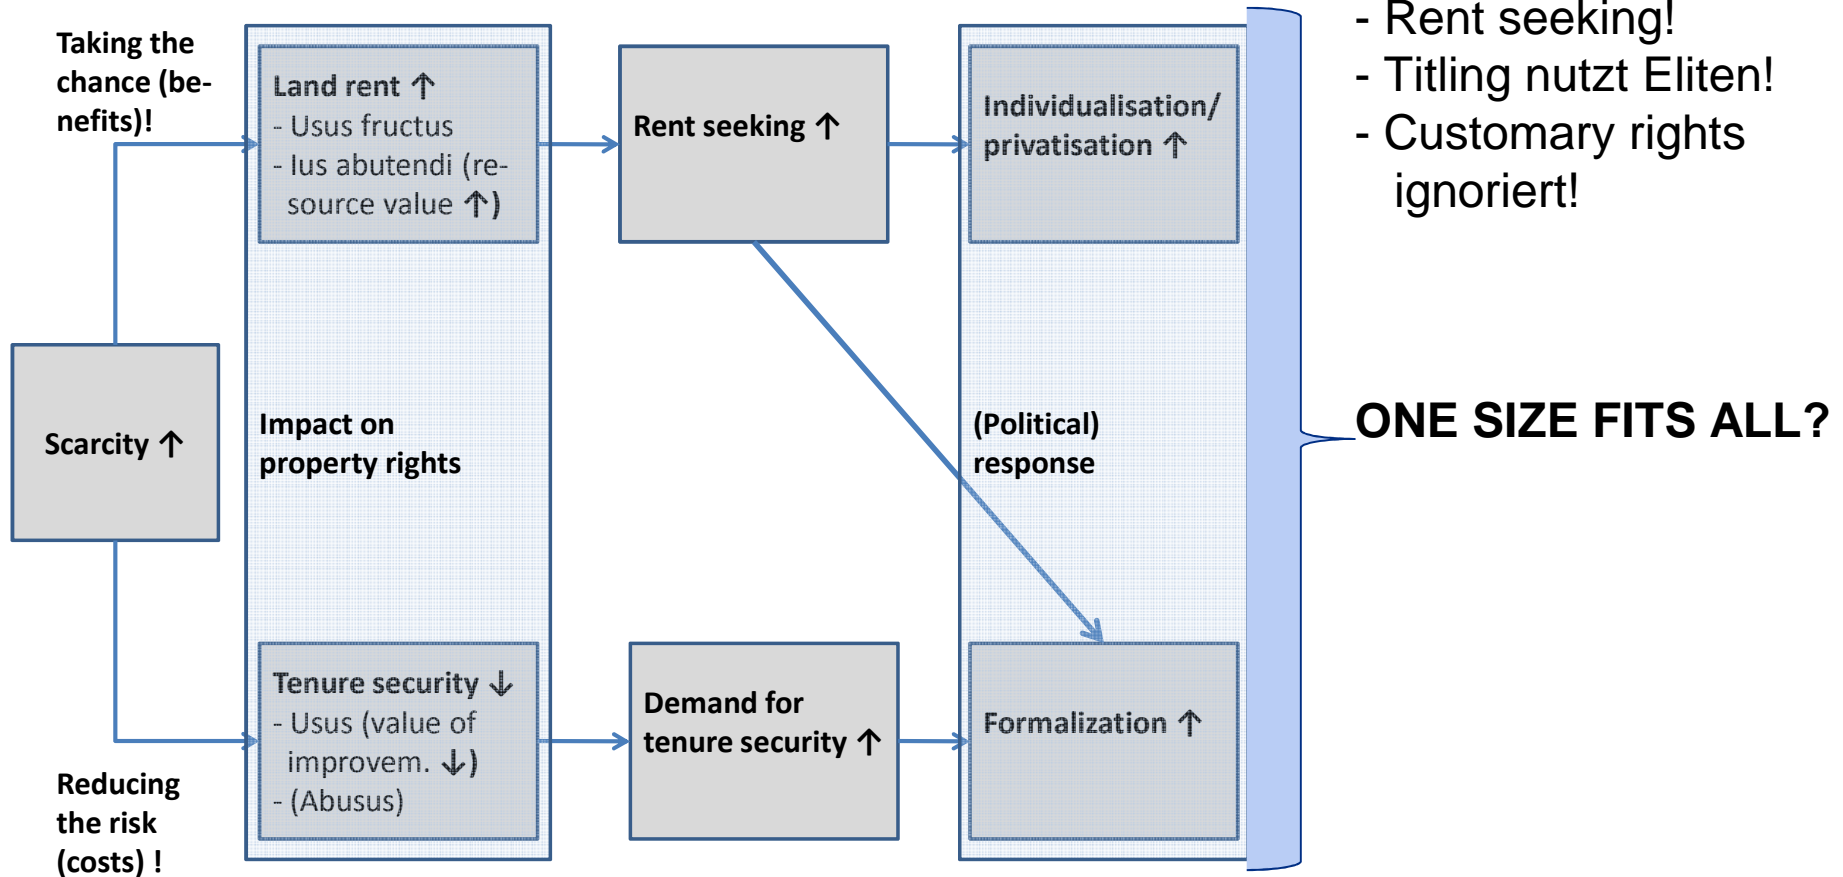 Taking the
chance (be-
nefits)!
Land rent ↑
- Usus fructus
- Ius abutendi (re-
source value ↑)
Rent seeking ↑
Individualisation/
privatisation ↑
- Rent seeking!
- Titling nutzt Eliten!
- Customary rights
ignoriert!
Scarcity ↑
Impact on
property rights
(Political)
response
ONE SIZE FITS ALL?
Tenure security ↓
- Usus (value of
improvem. ↓)
- (Abusus)
Demand for
tenure security ↑
Formalization ↑
Reducing
the risk
(costs) !